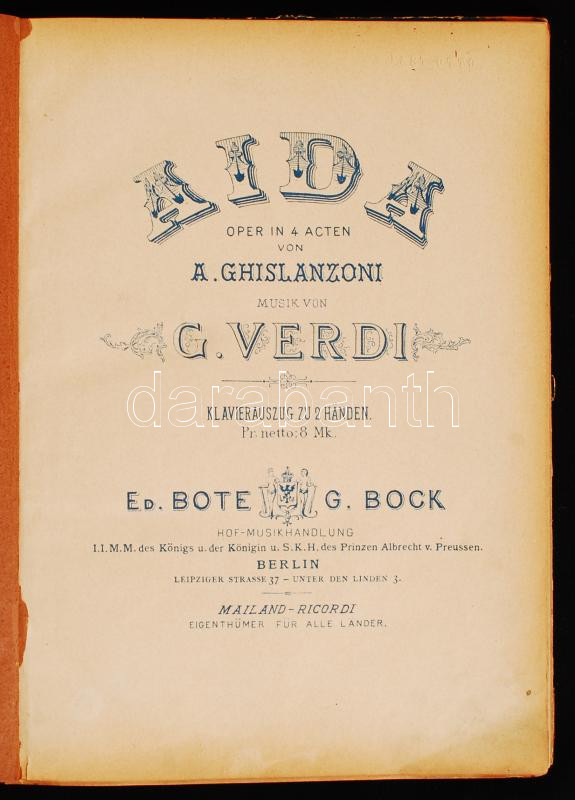 AIDA
OPER IN 4 ACTEN
VON
A. GHISLANZONI
MUSIK VON
G. VERDI
KLAVIERAUSZUG ZU 2 HÄNDEN.
Pr. netto: 8 Mk.
darabanth
ED. BOTE G. BOCK
HOF-MUSIKHANDLUNG
I.I.M.M. des Königs u. der Königin u. S.K.H. des Prinzen Albrecht v. Preussen.
BERLIN
LEIPZIGER STRASSE 37 – UNTER DEN LINDEN 3.
MAILAND-RICORDI
EIGENTHÜMER FÜR ALLE LÄNDER.